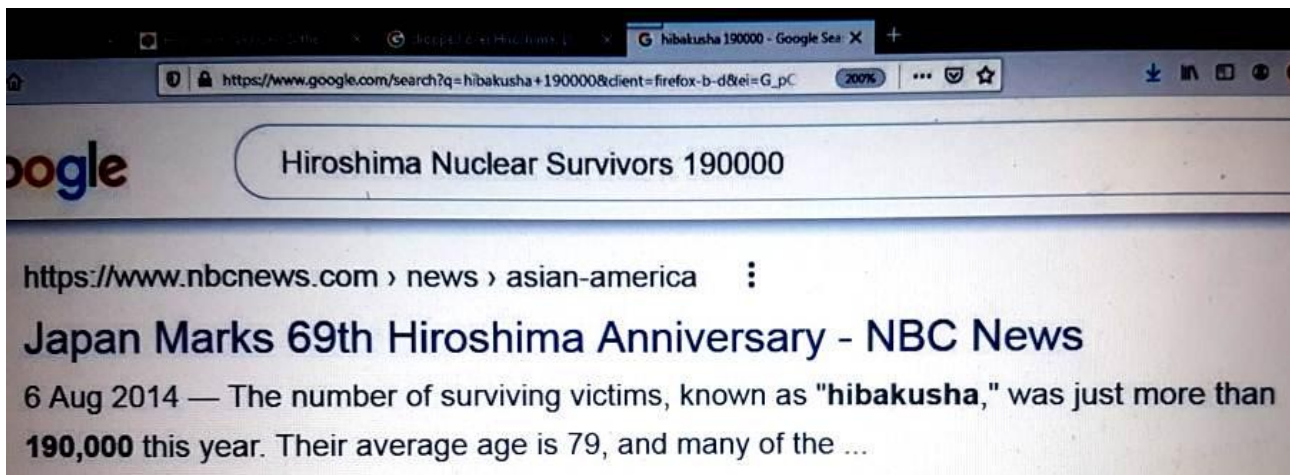 hibakusha 190000 - Google Sea
https://www.google.com/search?q=hibakusha+190000&client=firefox-b-d&ei=G_pC 200%
oogle Hiroshima Nuclear Survivors 190000
https://www.nbcnews.com › news › asian-america
Japan Marks 69th Hiroshima Anniversary - NBC News
6 Aug 2014 — The number of surviving victims, known as "hibakusha," was just more than
190,000 this year. Their average age is 79, and many of the ...